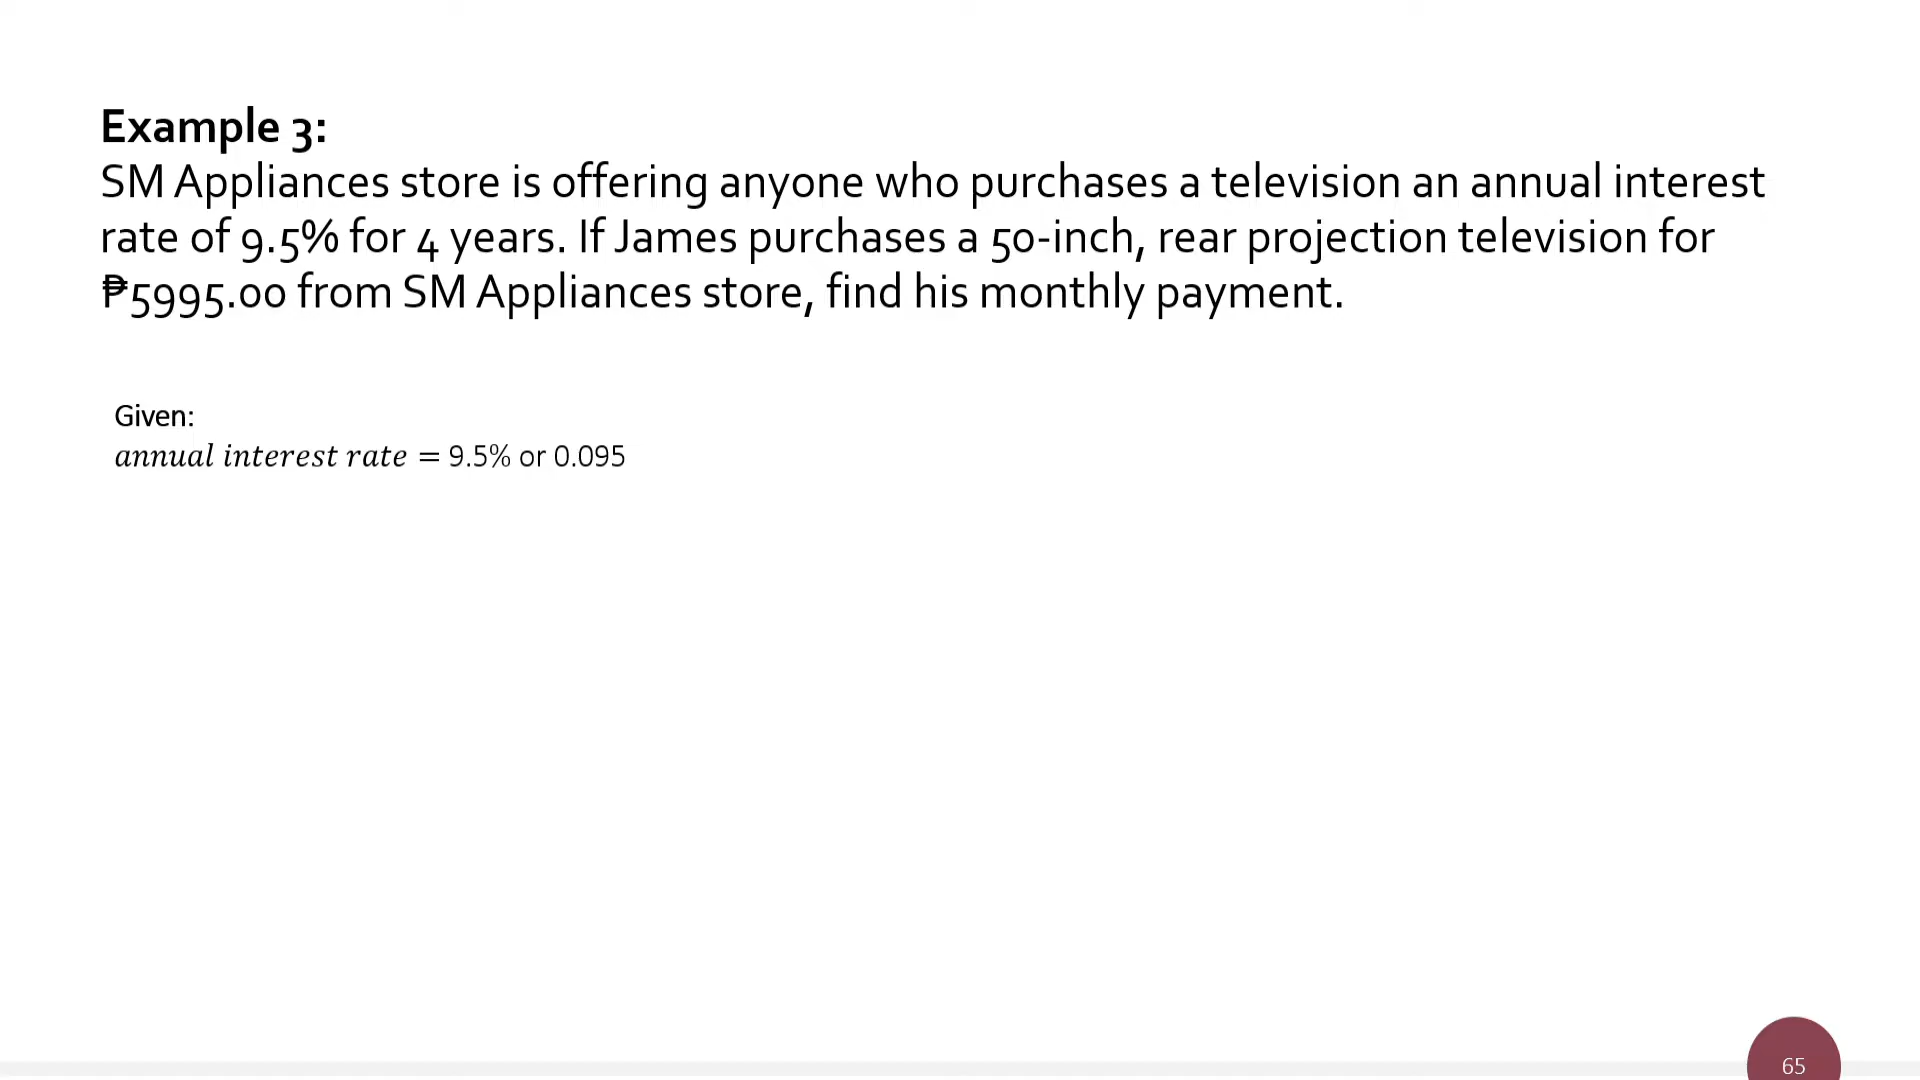 Example 3:
SM Appliances store is offering anyone who purchases a television an annual interest
rate of 9.5% for 4 years. If James purchases a 50-inch, rear projection television for
₱5995.00 from SM Appliances store, find his monthly payment.
Given:
annual interest rate = 9.5% or 0.095
65